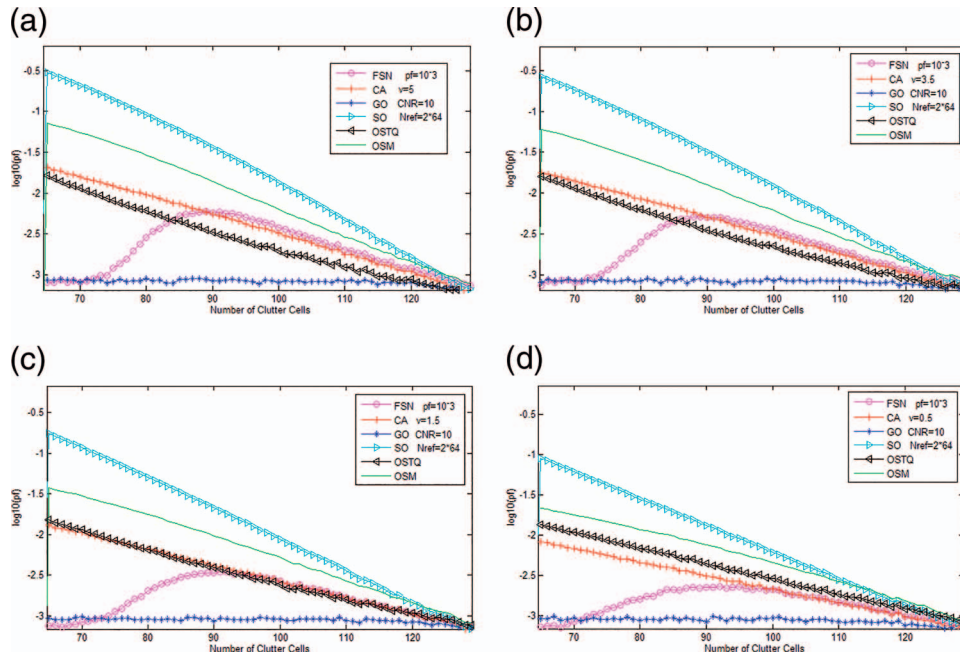 (a)
-0.5
-1
-1.5
-2
-2.5
-3
log10(pf)
70 80 90 100 110 120
Number of Clutter Cells
FSN pf=10^-3
CA v=5
GO CNR=10
SO Nref=2*64
OSTQ
OSM
(b)
-0.5
-1
-1.5
-2
-2.5
-3
log10(pf)
70 80 90 100 110 120
Number of Clutter Cells
FSN pf=10^-3
CA v=3.5
GO CNR=10
SO Nref=2*64
OSTQ
OSM
(c)
-0.5
-1
-1.5
-2
-2.5
-3
log10(pf)
70 80 90 100 110 120
Number of Clutter Cells
FSN pf=10^-3
CA v=1.5
GO CNR=10
SO Nref=2*64
OSTQ
OSM
(d)
-0.5
-1
-1.5
-2
-2.5
-3
log10(pf)
70 80 90 100 110 120
Number of Clutter Cells
FSN pf=10^-3
CA v=0.5
GO CNR=10
SO Nref=2*64
OSTQ
OSM